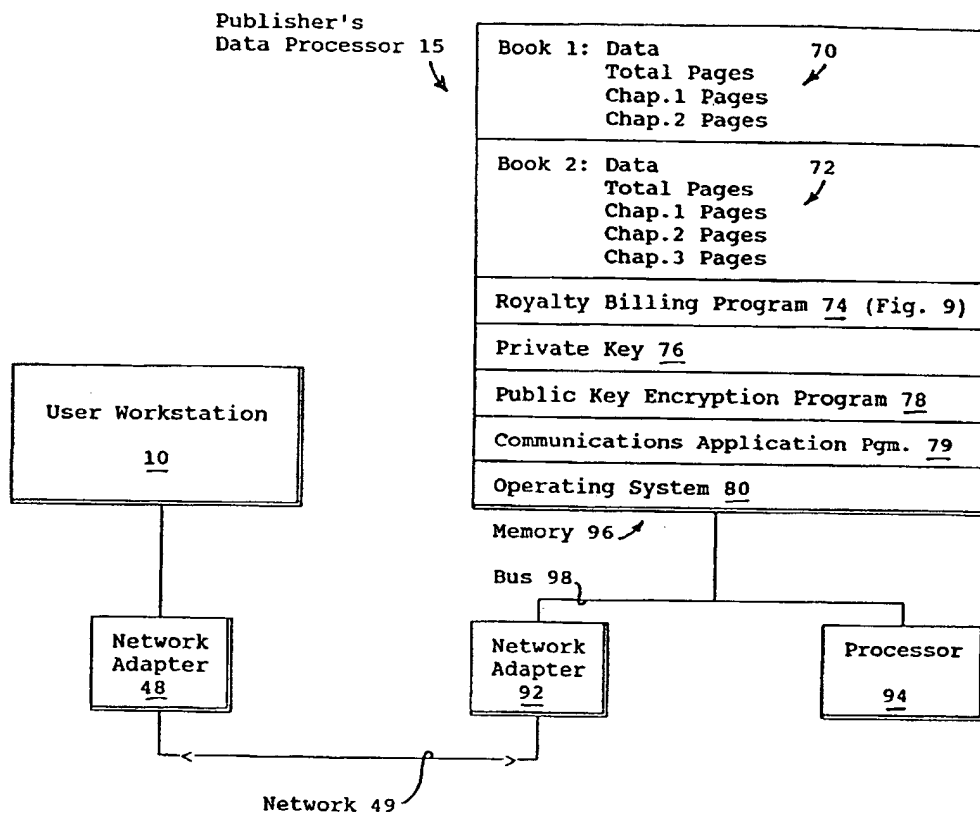 Publisher's
Data Processor 15
Book 1: Data 70
Total Pages
Chap.1 Pages
Chap.2 Pages
Book 2: Data 72
Total Pages
Chap.1 Pages
Chap.2 Pages
Chap.3 Pages
Royalty Billing Program 74 (Fig. 9)
Private Key 76
Public Key Encryption Program 78
Communications Application Pgm. 79
Operating System 80
User Workstation
10
Memory 96
Bus 98
Network
Adapter
48
Network
Adapter
92
Processor
94
Network 49